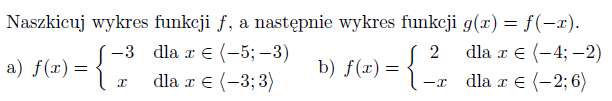 Naszkicuj wykres funkcji f, a następnie wykres funkcji g(x) = f(−x).
a) f(x) = { −3 dla x ∈ ⟨−5; −3) b) f(x) = { 2 dla x ∈ ⟨−4; −2)
x dla x ∈ ⟨−3; 3⟩ −x dla x ∈ ⟨−2; 6⟩